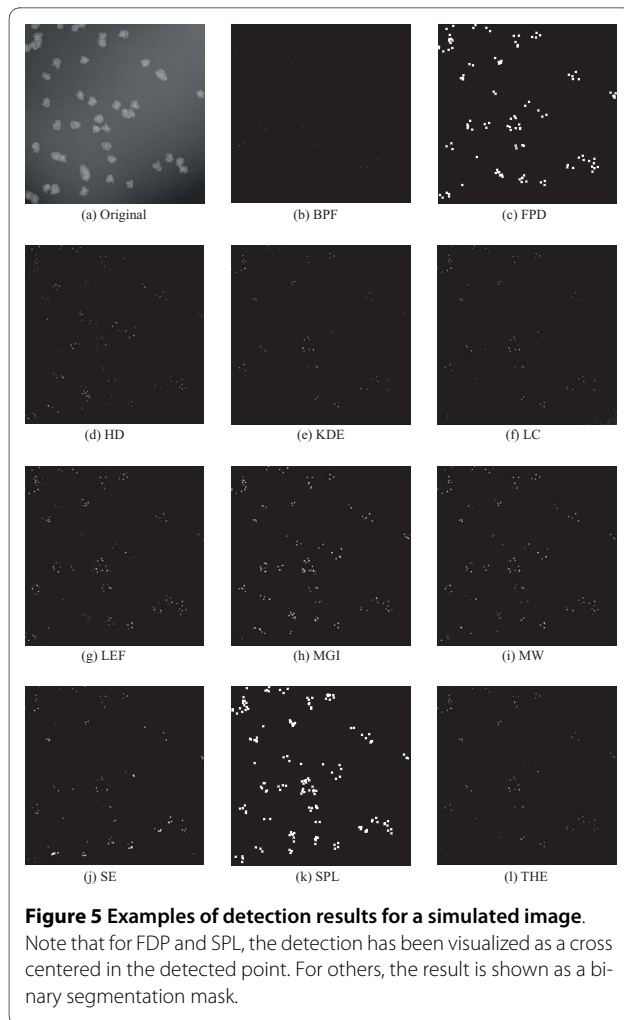 (a) Original
(b) BPF
(c) FPD
(d) HD
(e) KDE
(f) LC
(g) LEF
(h) MGI
(i) MW
(j) SE
(k) SPL
(l) THE
Figure 5 Examples of detection results for a simulated image.
Note that for FDP and SPL, the detection has been visualized as a cross
centered in the detected point. For others, the result is shown as a bi-
nary segmentation mask.